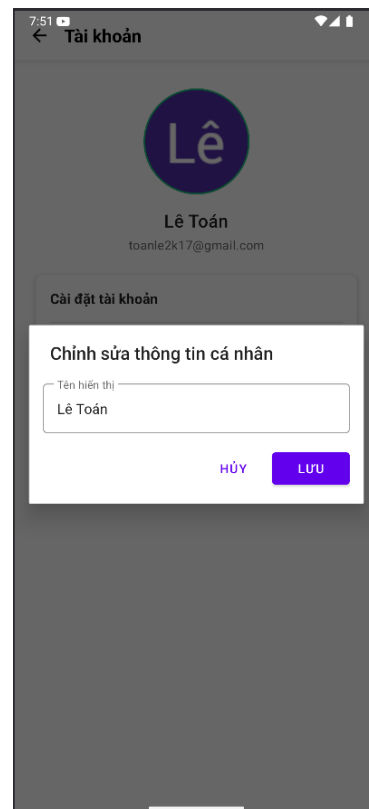 7:51
Tài khoản
Lê
Lê Toán
toanle2k17@gmail.com
Cài đặt tài khoản
Chỉnh sửa thông tin cá nhân
Tên hiển thị
Lê Toán
HỦY
LƯU